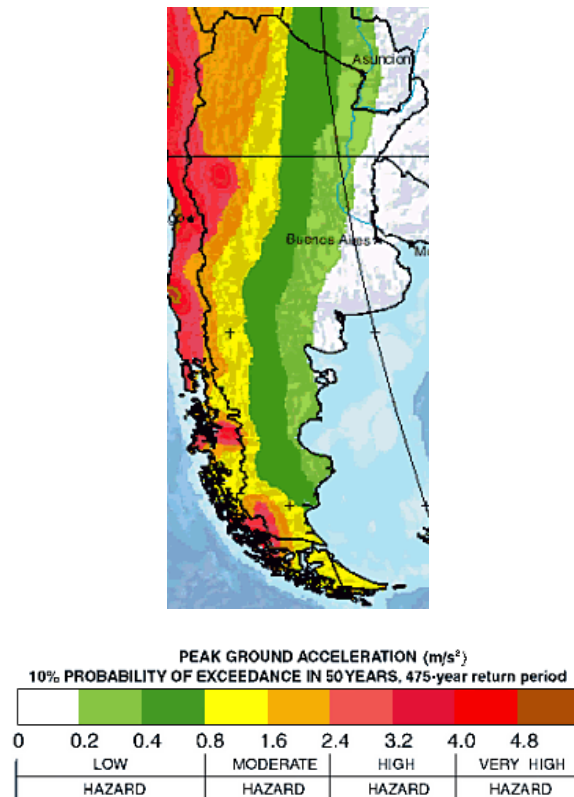 Asuncion
Buenos Aires
PEAK GROUND ACCELERATION (m/s²)
10% PROBABILITY OF EXCEEDANCE IN 50 YEARS, 475-year return period
0 0.2 0.4 0.8 1.6 2.4 3.2 4.0 4.8
LOW MODERATE HIGH VERY HIGH
HAZARD HAZARD HAZARD HAZARD